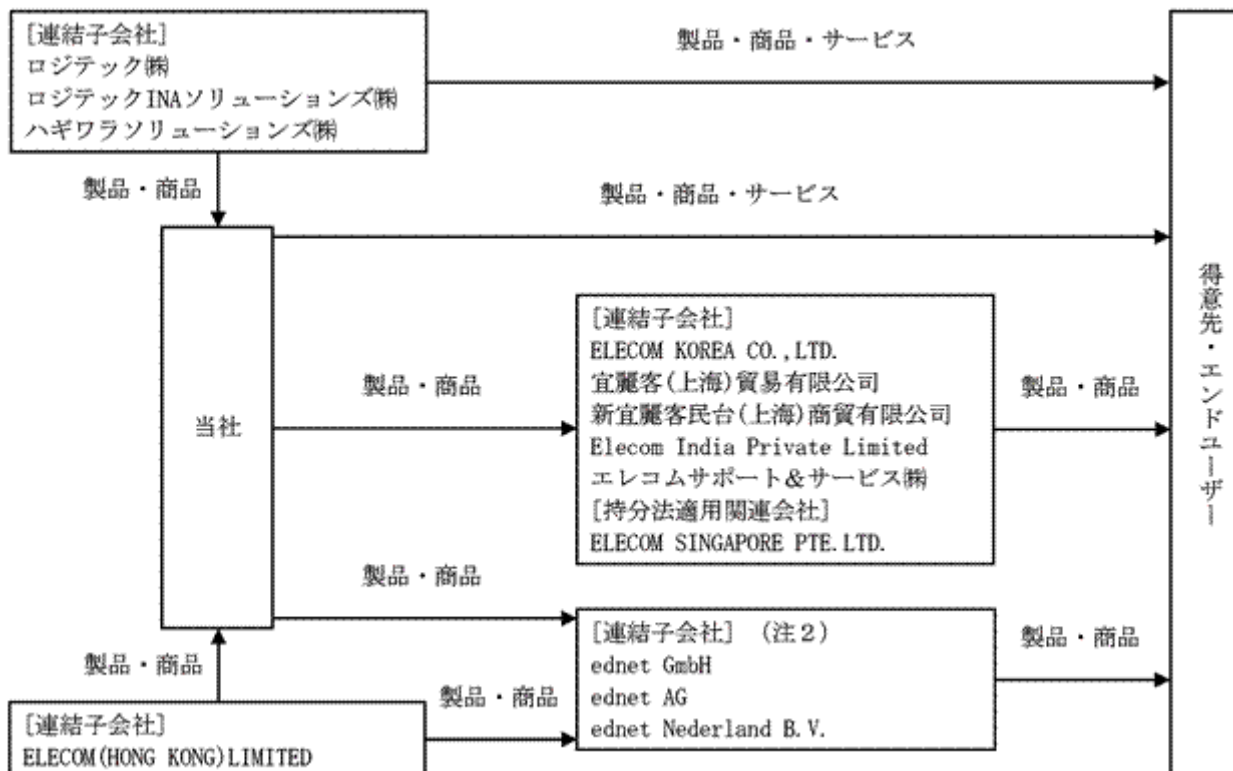 [連結子会社]
ロジテック㈱
ロジテックINAソリューションズ㈱
ハギワラソリューションズ㈱
製品・商品・サービス
製品・商品
製品・商品・サービス
当社
製品・商品
[連結子会社]
ELECOM KOREA CO.,LTD.
宜麗客(上海)貿易有限公司
新宜麗客民台(上海)商貿有限公司
Elecom India Private Limited
エレコムサポート＆サービス㈱
[持分法適用関連会社]
ELECOM SINGAPORE PTE.LTD.
製品・商品
得意先・エンドユーザー
製品・商品
[連結子会社] (注２)
ednet GmbH
ednet AG
ednet Nederland B.V.
製品・商品
製品・商品
製品・商品
[連結子会社]
ELECOM(HONG KONG)LIMITED